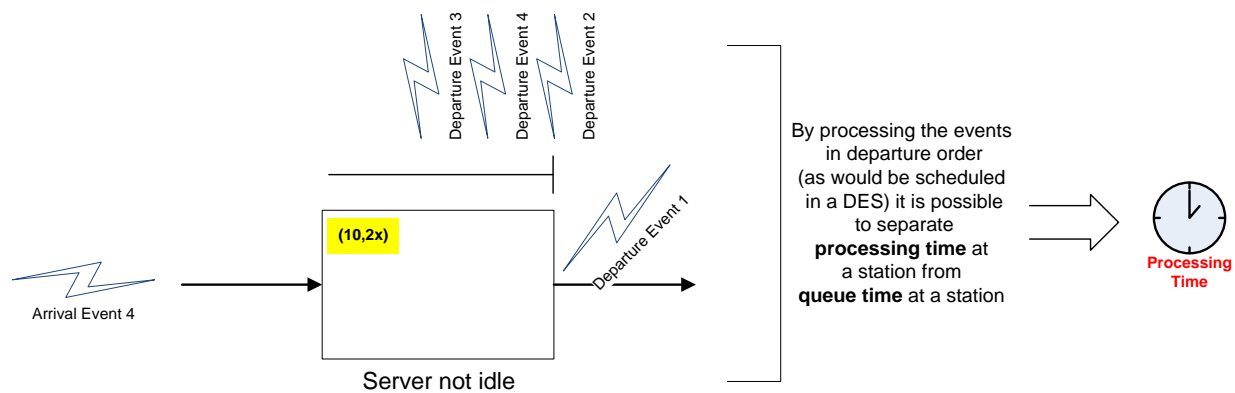 Departure Event 3
Departure Event 4
Departure Event 2
(10,2x)
Departure Event 1
Arrival Event 4
Server not idle
By processing the events
in departure order
(as would be scheduled
in a DES) it is possible
to separate
processing time at
a station from
queue time at a station
Processing
Time